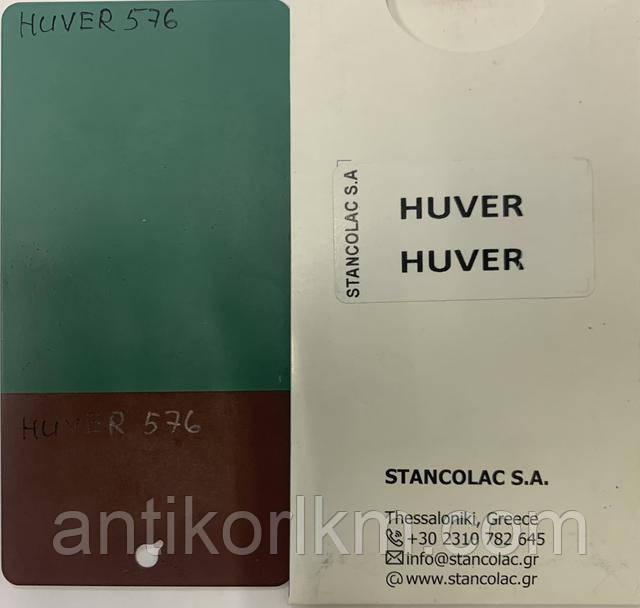 HUVER 576
HUVER 576
STANCOLAC S.A
HUVER
HUVER
STANCOLAC S.A.
Thessaloniki, Greece
+30 2310 782 645
info@stancolac.gr
www.stancolac.gr
antikorlkm.com.ua